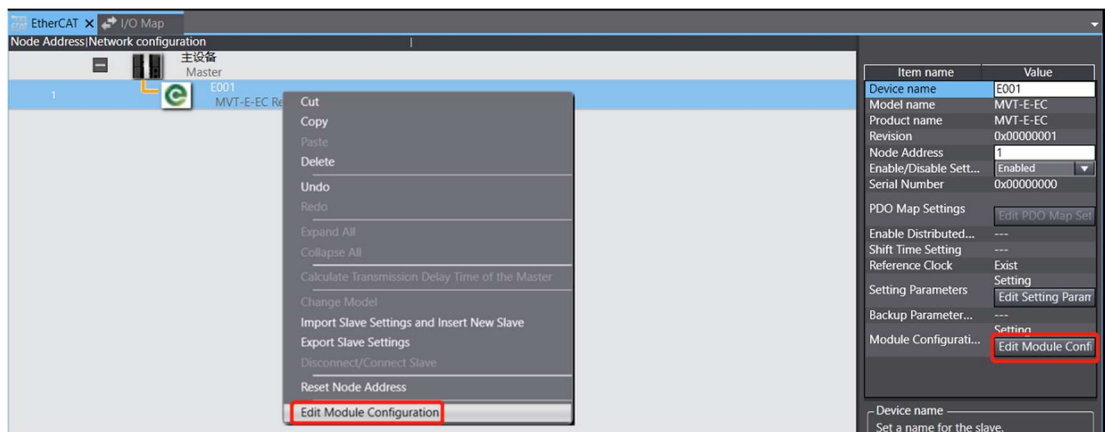 EtherCAT I/O Map
Node Address|Network configuration
主设备
Master
1
E001
MVT-E-EC Re
Cut
Copy
Paste
Delete
Undo
Redo
Expand All
Collapse All
Calculate Transmission Delay Time of the Master
Change Model
Import Slave Settings and Insert New Slave
Export Slave Settings
Disconnect/Connect Slave
Reset Node Address
Edit Module Configuration
Item name Value
Device name E001
Model name MVT-E-EC
Product name MVT-E-EC
Revision 0x00000001
Node Address 1
Enable/Disable Sett... Enabled
Serial Number 0x00000000
PDO Map Settings Edit PDO Map Set
Enable Distributed... ---
Shift Time Setting ---
Reference Clock Exist
Setting
Setting Parameters Edit Setting Param
Backup Parameter... ---
Setting
Module Configurati... Edit Module Confi
Device name
Set a name for the slave.